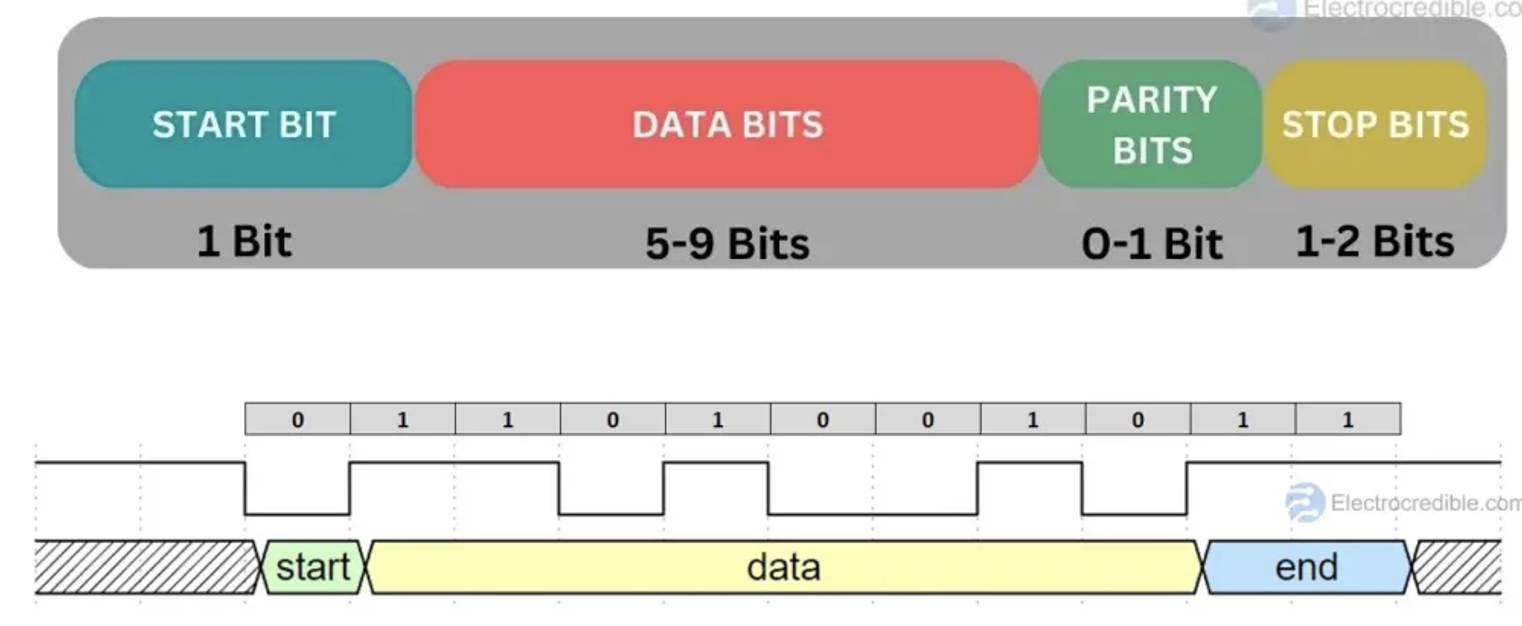 Electrocredible.co
START BIT DATA BITS PARITY BITS STOP BITS
1 Bit 5-9 Bits 0-1 Bit 1-2 Bits
0 1 1 0 1 0 0 1 0 1 1
Electrocredible.com
start data end